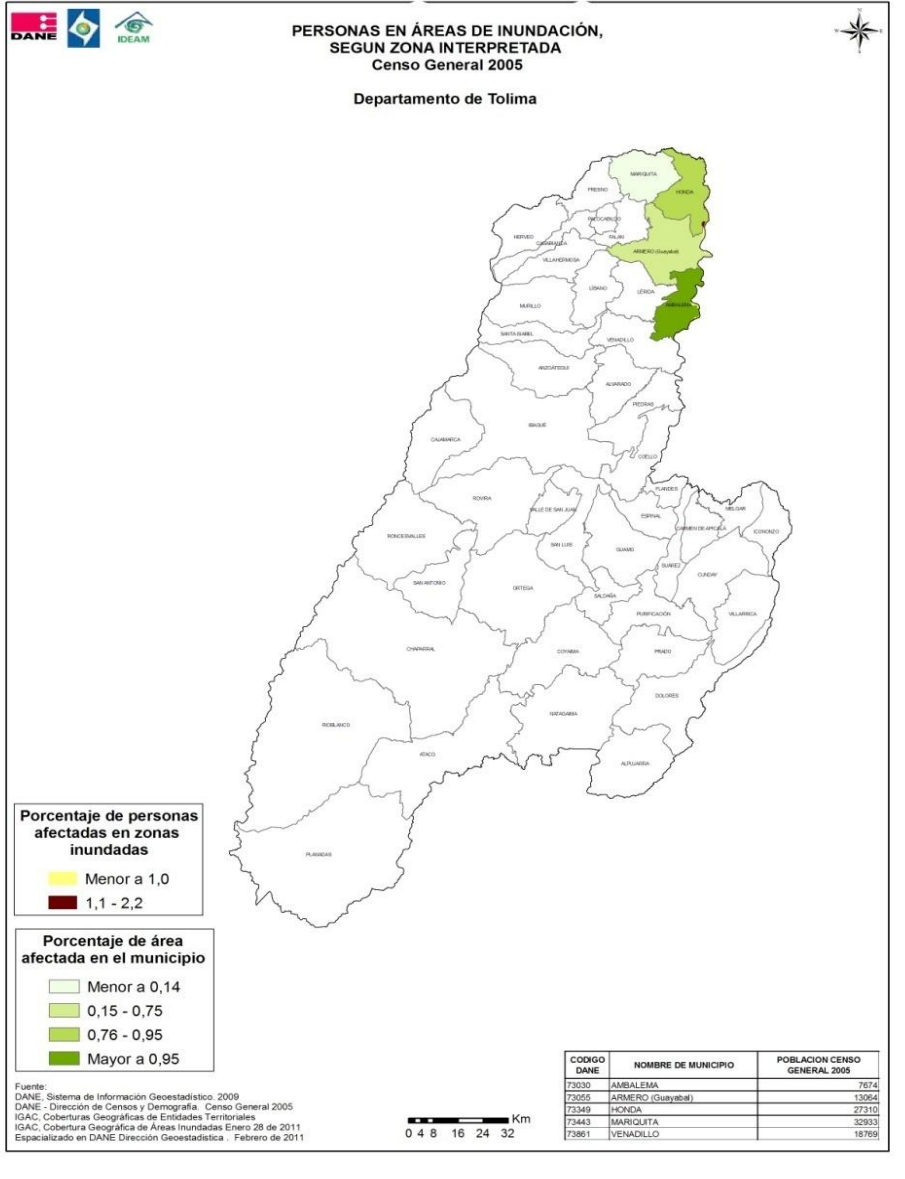 DANE
IDEAM
PERSONAS EN ÁREAS DE INUNDACIÓN,
SEGUN ZONA INTERPRETADA
Censo General 2005
Departamento de Tolima
MARIQUITA
FRESNO
HONDA
PALOCABILDO
HERVEO
FALAN
CASABIANCA
ARMERO (Guayabal)
VILLAHERMOSA
LÍBANO
LÉRIDA
MURILLO
AMBALEMA
SANTA ISABEL
VENADILLO
ANZOÁTEGUI
ALVARADO
PIEDRAS
IBAGUÉ
CAJAMARCA
COELLO
FLANDES
ROVIRA
VALLE DE SAN JUAN
MELGAR
ESPINAL
CARMEN DE APICALÁ
ICONONZO
RONCESVALLES
SAN LUIS
GUAMO
SUAREZ
CUNDAY
SAN ANTONIO
ORTEGA
SALDAÑA
PURIFICACIÓN
VILLARRICA
CHAPARRAL
COYAIMA
PRADO
DOLORES
NATAGAIMA
RIOBLANCO
ATACO
ALPUJARRA
PLANADAS
Porcentaje de personas
afectadas en zonas
inundadas
Menor a 1,0
1,1 - 2,2
Porcentaje de área
afectada en el municipio
Menor a 0,14
0,15 - 0,75
0,76 - 0,95
Mayor a 0,95
Fuente:
DANE, Sistema de Información Geoestadístico. 2009
DANE - Dirección de Censos y Demografía. Censo General 2005
IGAC, Coberturas Geográficas de Entidades Territoriales
IGAC, Cobertura Geográfica de Áreas Inundadas Enero 28 de 2011
Espacializado en DANE Dirección Geoestadística . Febrero de 2011
Km
0 4 8 16 24 32
CODIGO DANE NOMBRE DE MUNICIPIO POBLACION CENSO GENERAL 2005
73030 AMBALEMA 7674
73055 ARMERO (Guayabal) 13064
73349 HONDA 27310
73443 MARIQUITA 32933
73861 VENADILLO 18769